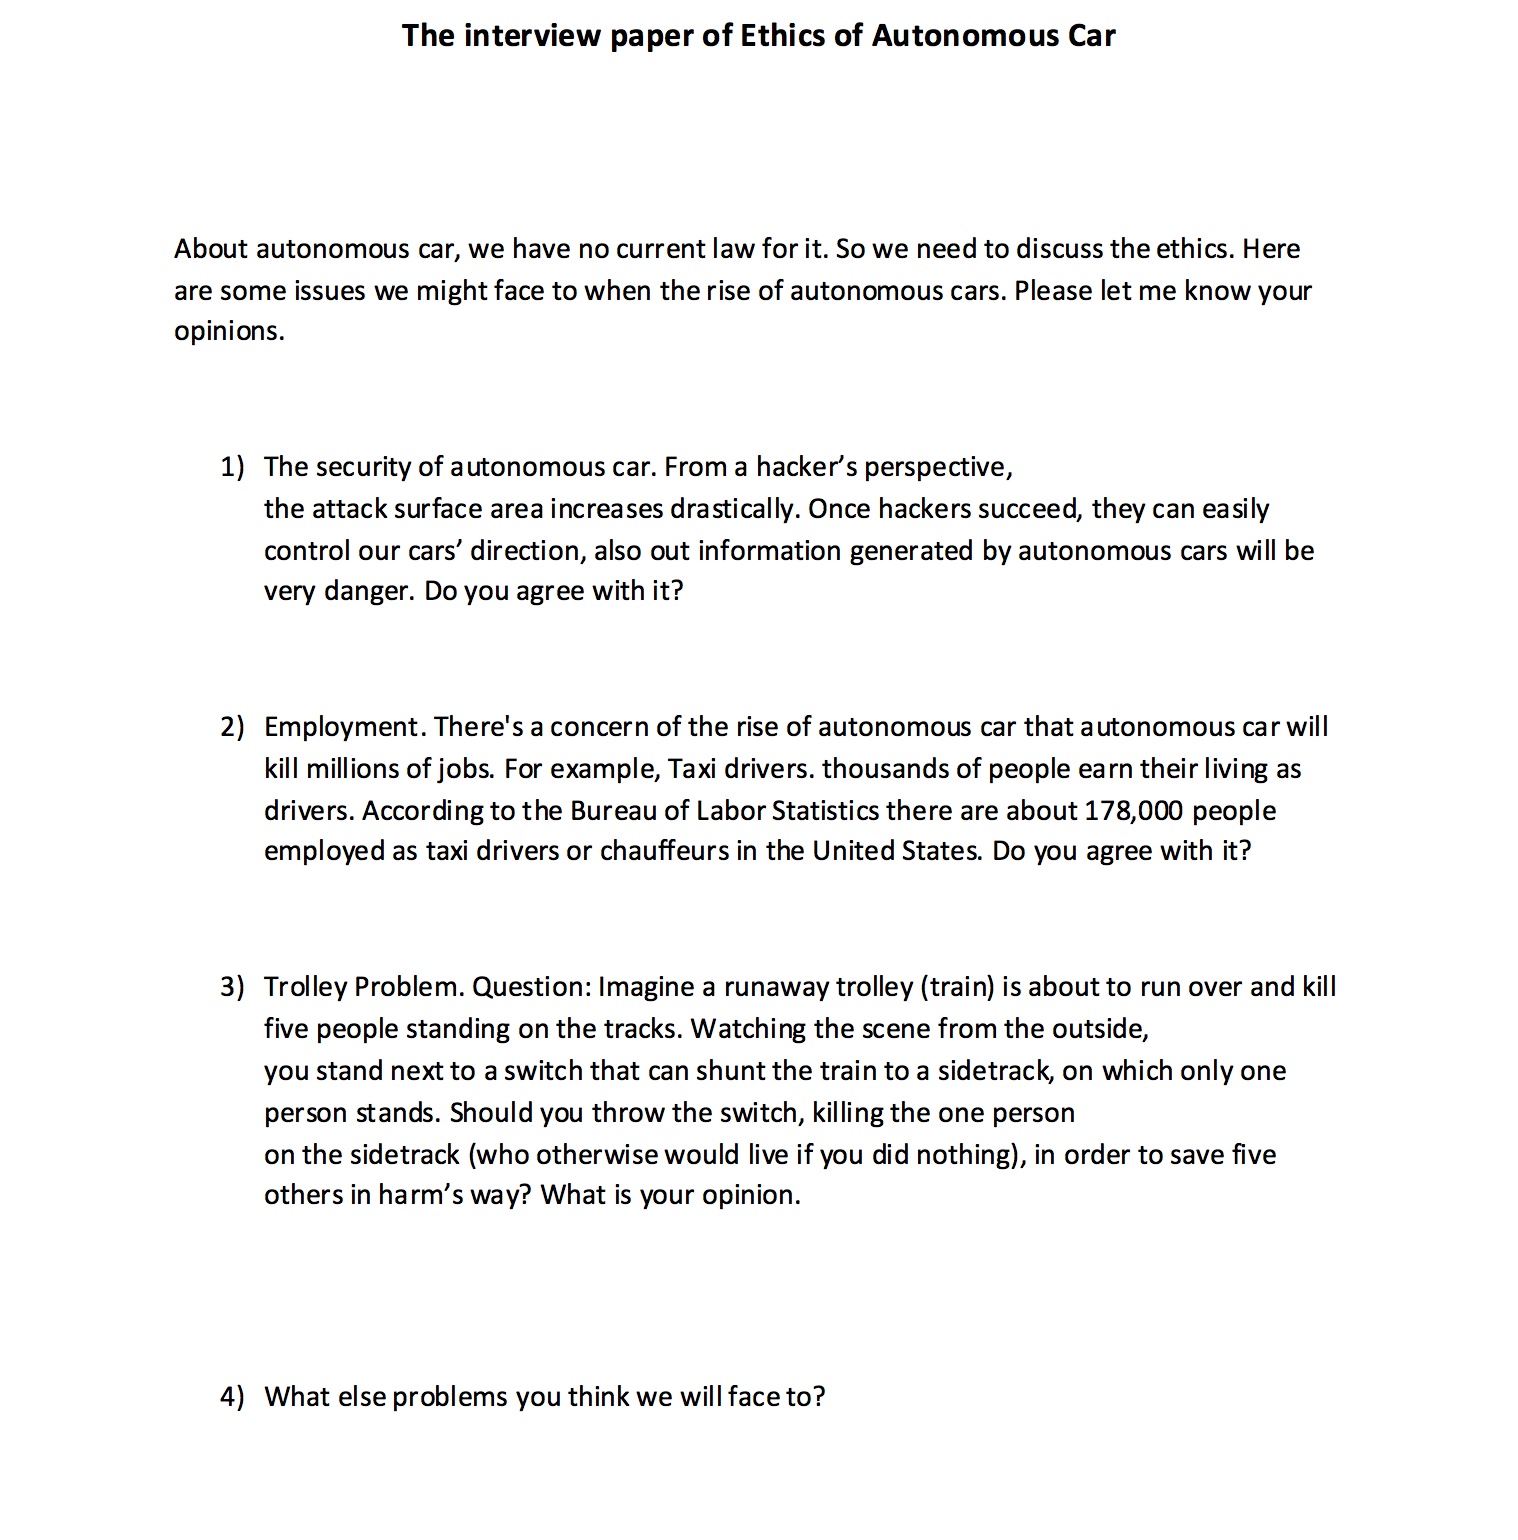 The interview paper of Ethics of Autonomous Car
About autonomous car, we have no current law for it. So we need to discuss the ethics. Here
are some issues we might face to when the rise of autonomous cars. Please let me know your
opinions.
1) The security of autonomous car. From a hacker’s perspective,
the attack surface area increases drastically. Once hackers succeed, they can easily
control our cars’ direction, also out information generated by autonomous cars will be
very danger. Do you agree with it?
2) Employment. There's a concern of the rise of autonomous car that autonomous car will
kill millions of jobs. For example, Taxi drivers. thousands of people earn their living as
drivers. According to the Bureau of Labor Statistics there are about 178,000 people
employed as taxi drivers or chauffeurs in the United States. Do you agree with it?
3) Trolley Problem. Question: Imagine a runaway trolley (train) is about to run over and kill
five people standing on the tracks. Watching the scene from the outside,
you stand next to a switch that can shunt the train to a sidetrack, on which only one
person stands. Should you throw the switch, killing the one person
on the sidetrack (who otherwise would live if you did nothing), in order to save five
others in harm’s way? What is your opinion.
4) What else problems you think we will face to?